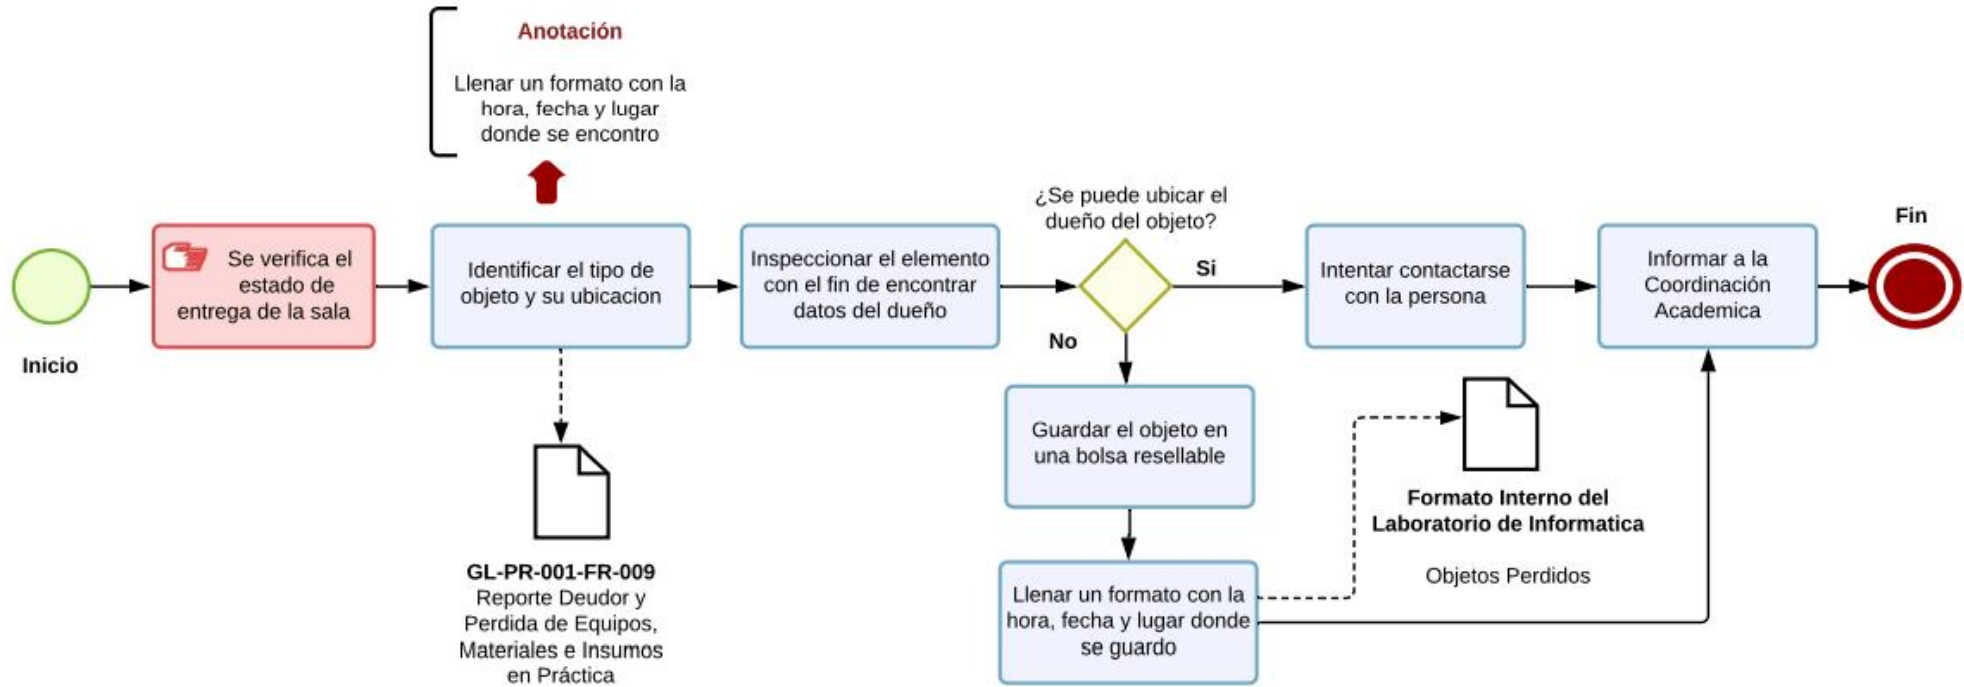 Anotación
Llenar un formato con la
hora, fecha y lugar
donde se encontro
Inicio
Se verifica el
estado de
entrega de la sala
Identificar el tipo de
objeto y su ubicacion
GL-PR-001-FR-009
Reporte Deudor y
Perdida de Equipos,
Materiales e Insumos
en Práctica
Inspeccionar el elemento
con el fin de encontrar
datos del dueño
¿Se puede ubicar el
dueño del objeto?
Si
No
Intentar contactarse
con la persona
Informar a la
Coordinación
Academica
Fin
Guardar el objeto en
una bolsa resellable
Llenar un formato con la
hora, fecha y lugar donde
se guardo
Formato Interno del
Laboratorio de Informatica
Objetos Perdidos